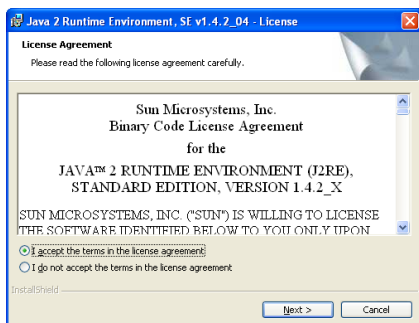 Java 2 Runtime Environment, SE v1.4.2_04 - License
License Agreement
Please read the following license agreement carefully.
Sun Microsystems, Inc.
Binary Code License Agreement
for the
JAVA™ 2 RUNTIME ENVIRONMENT (J2RE),
STANDARD EDITION, VERSION 1.4.2_X
SUN MICROSYSTEMS, INC. ("SUN") IS WILLING TO LICENSE
THE SOFTWARE IDENTIFIED BELOW TO YOU ONLY UPON
I accept the terms in the license agreement
I do not accept the terms in the license agreement
InstallShield
Next >
Cancel